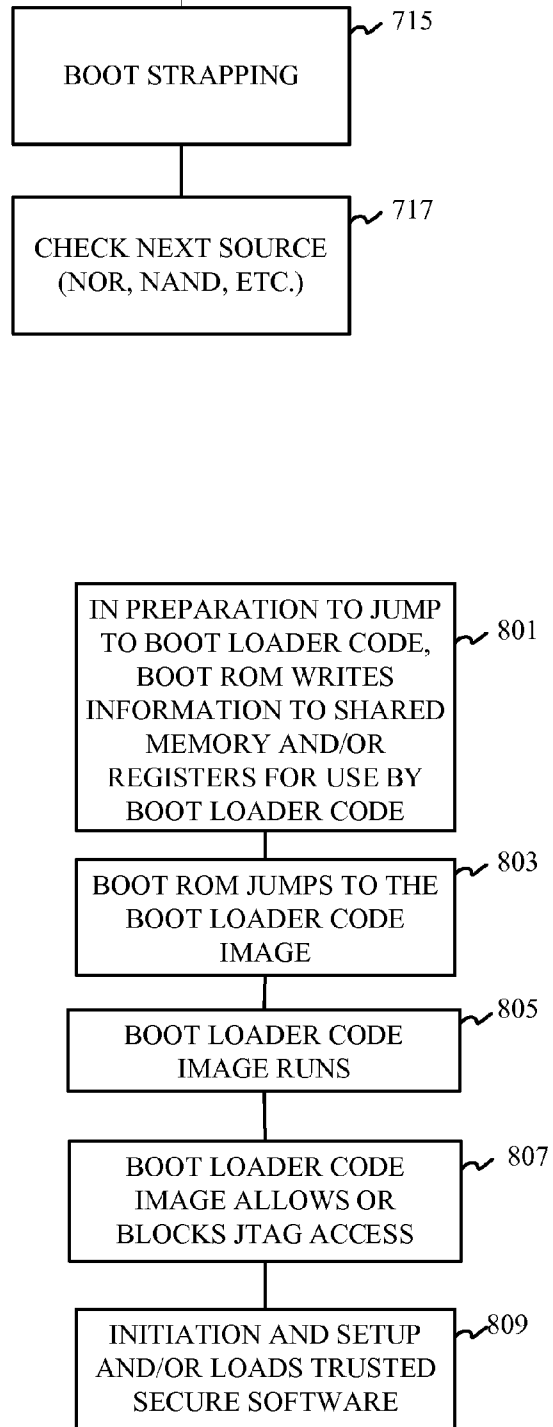 715
BOOT STRAPPING
717
CHECK NEXT SOURCE
(NOR, NAND, ETC.)
801
IN PREPARATION TO JUMP
TO BOOT LOADER CODE,
BOOT ROM WRITES
INFORMATION TO SHARED
MEMORY AND/OR
REGISTERS FOR USE BY
BOOT LOADER CODE
803
BOOT ROM JUMPS TO THE
BOOT LOADER CODE
IMAGE
805
BOOT LOADER CODE
IMAGE RUNS
807
BOOT LOADER CODE
IMAGE ALLOWS OR
BLOCKS JTAG ACCESS
809
INITIATION AND SETUP
AND/OR LOADS TRUSTED
SECURE SOFTWARE